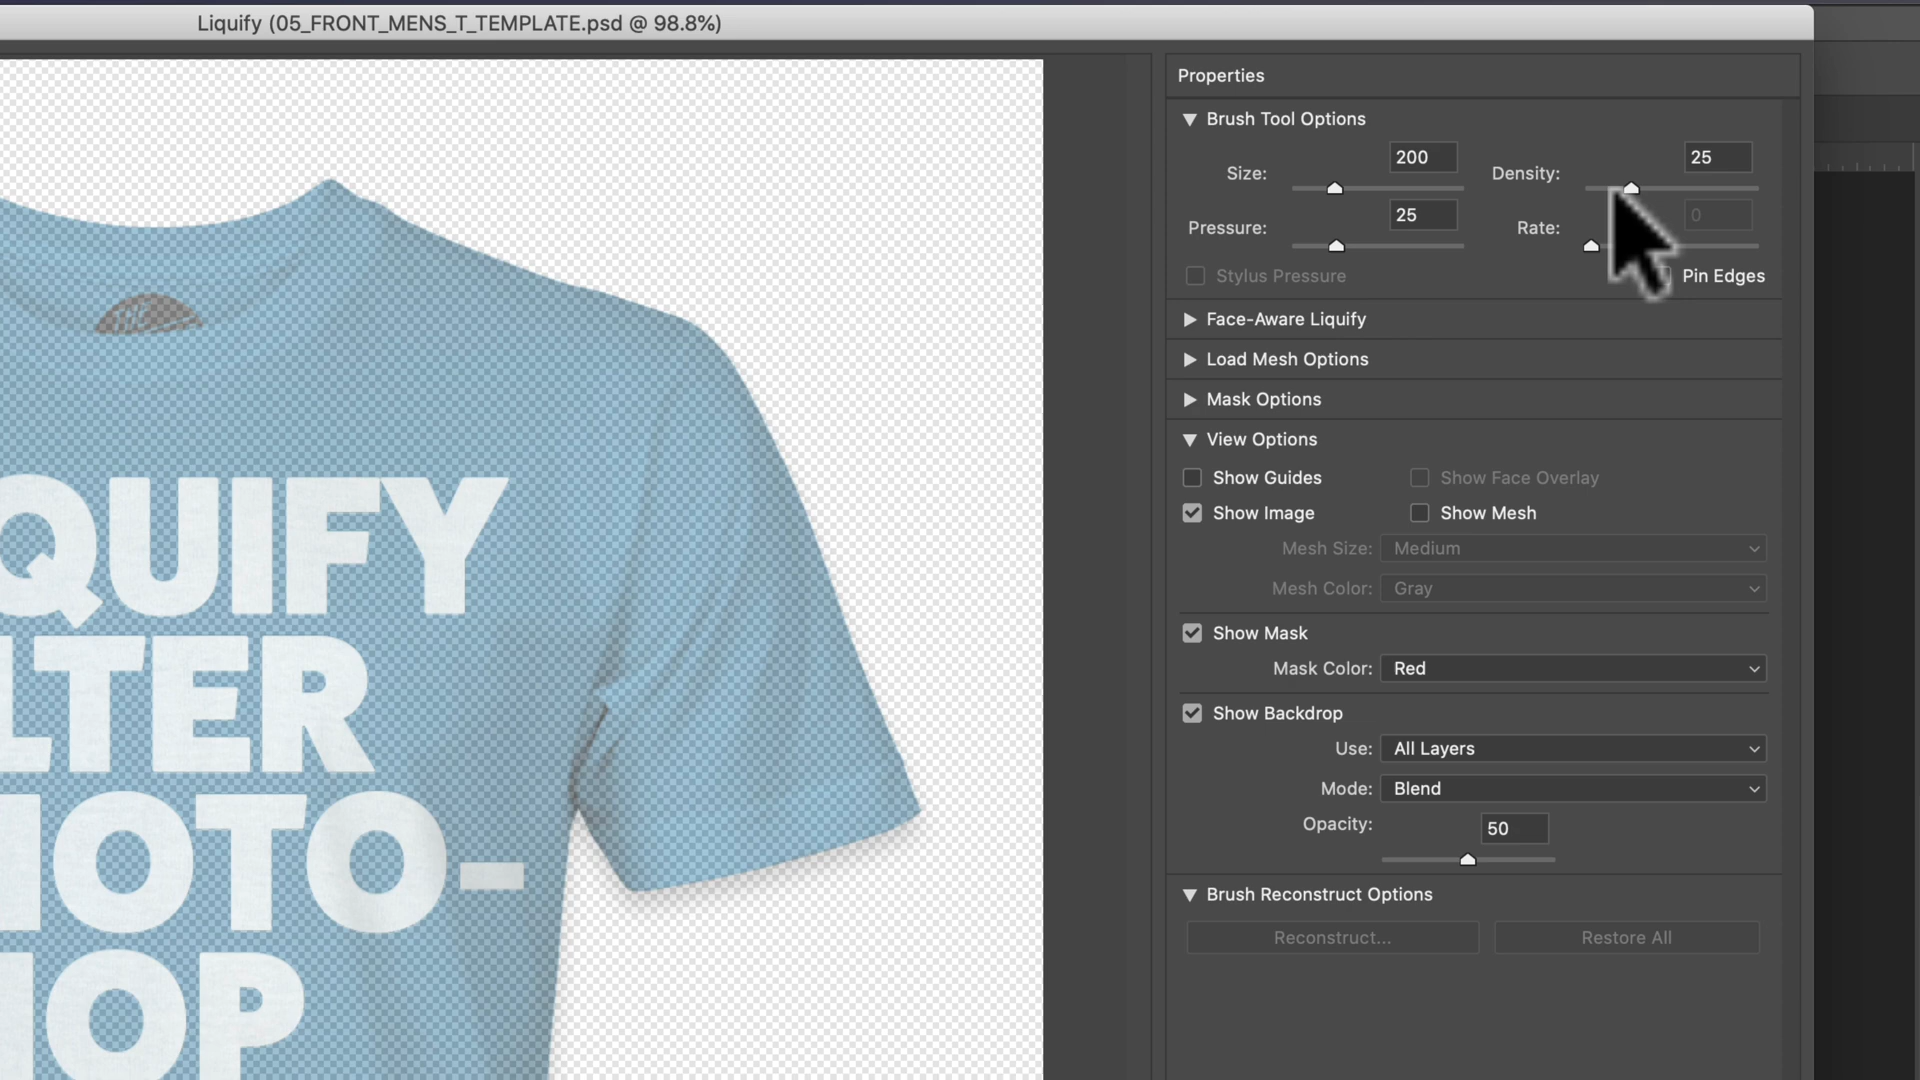 Liquify (05_FRONT_MENS_T_TEMPLATE.psd @ 98.8%)
Properties
Brush Tool Options
Size: 200 Density: 25
Pressure: 25 Rate: 0
Stylus Pressure Pin Edges
Face-Aware Liquify
Load Mesh Options
Mask Options
View Options
Show Guides Show Face Overlay
Show Image Show Mesh
Mesh Size: Medium
Mesh Color: Gray
Show Mask
Mask Color: Red
Show Backdrop
Use: All Layers
Mode: Blend
Opacity: 50
Brush Reconstruct Options
Reconstruct... Restore All
THE
QUIFY
LTER
HOTO-
HOP